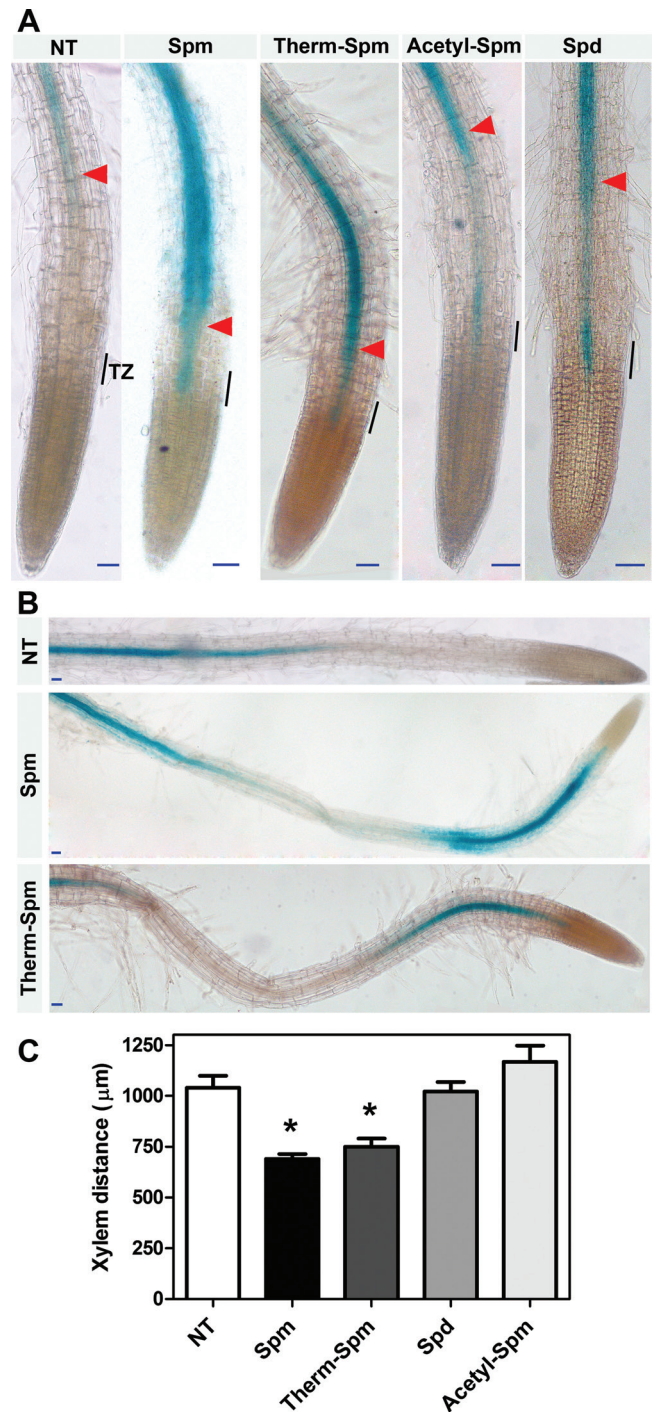 A
NT Spm Therm-Spm Acetyl-Spm Spd
TZ
B
NT
Spm
Therm-Spm
C
Xylem distance (μm)
1250
1000
750
500
250
0
* *
NT Spm Therm-Spm Spd Acetyl-Spm